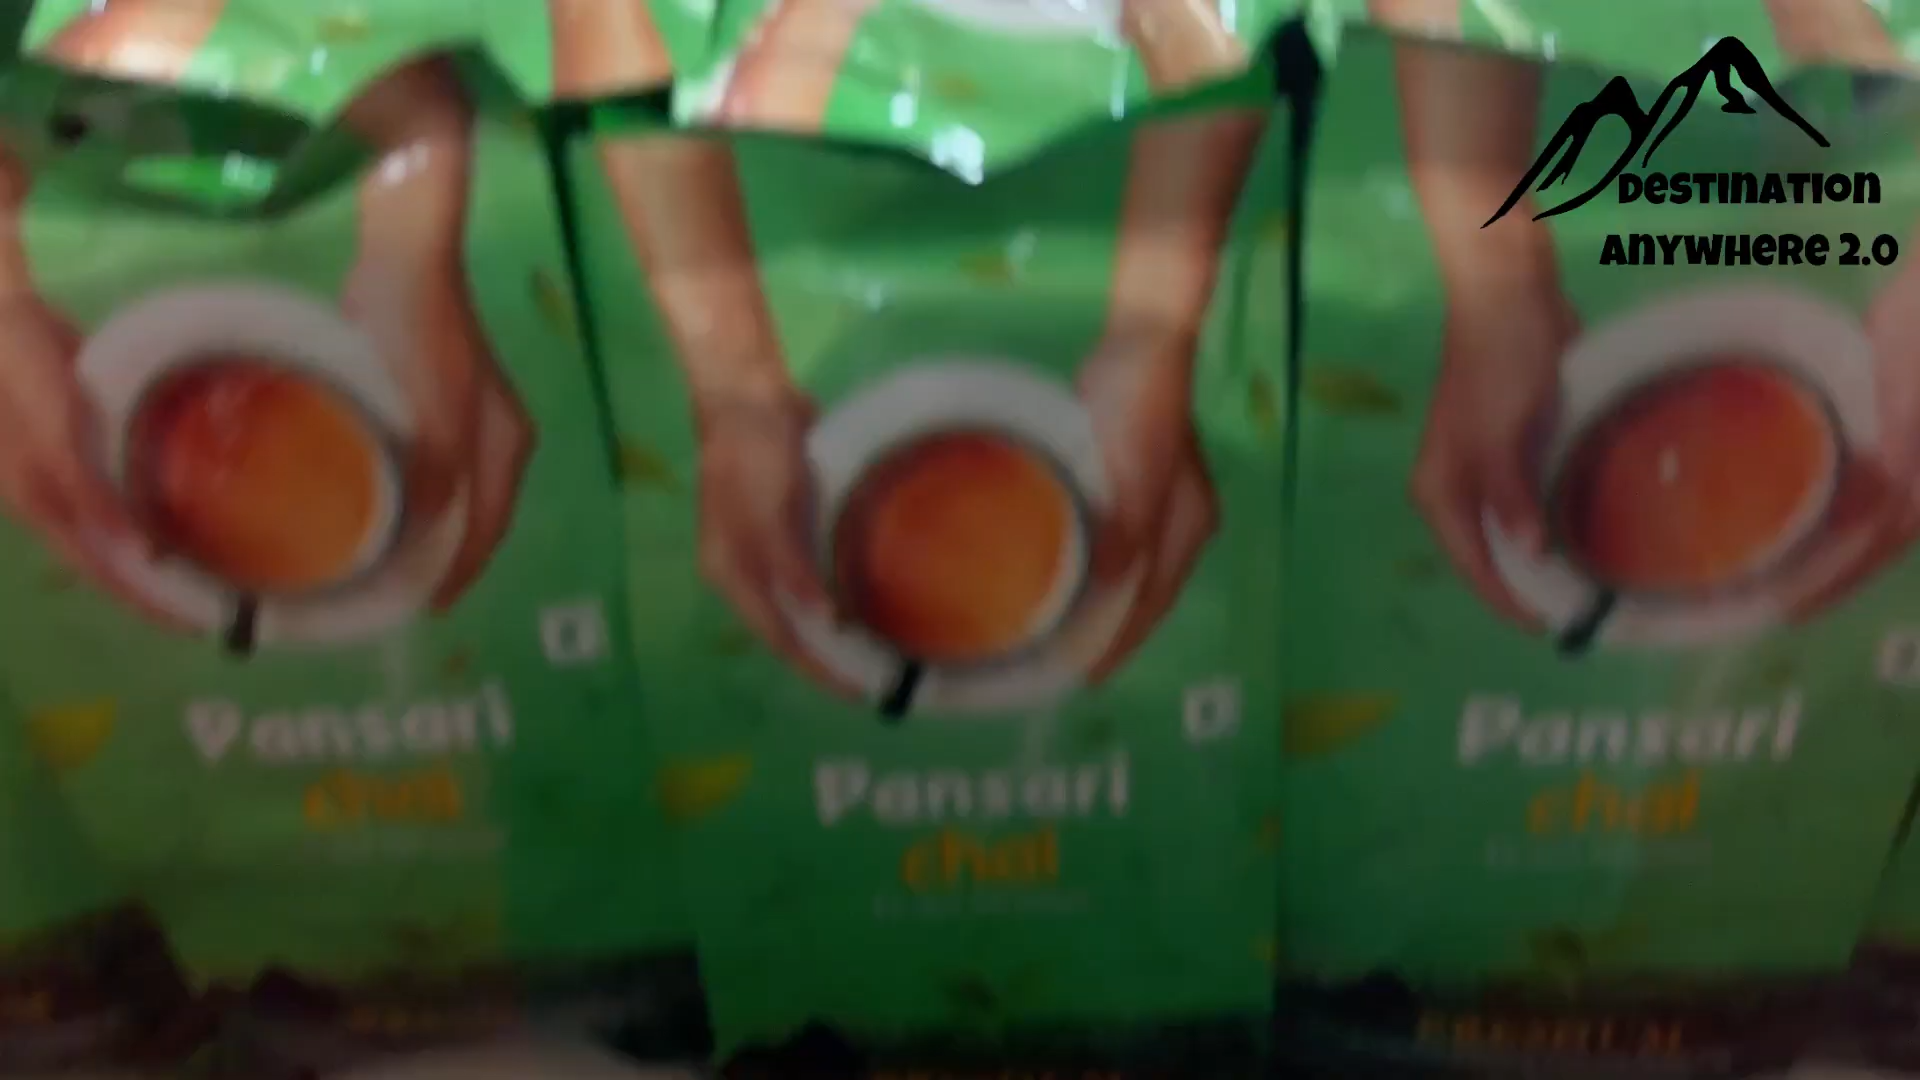 DESTINATION
ANYWHERE 2.0
Pansari
chai
Pansari
chai
Pansari
chai